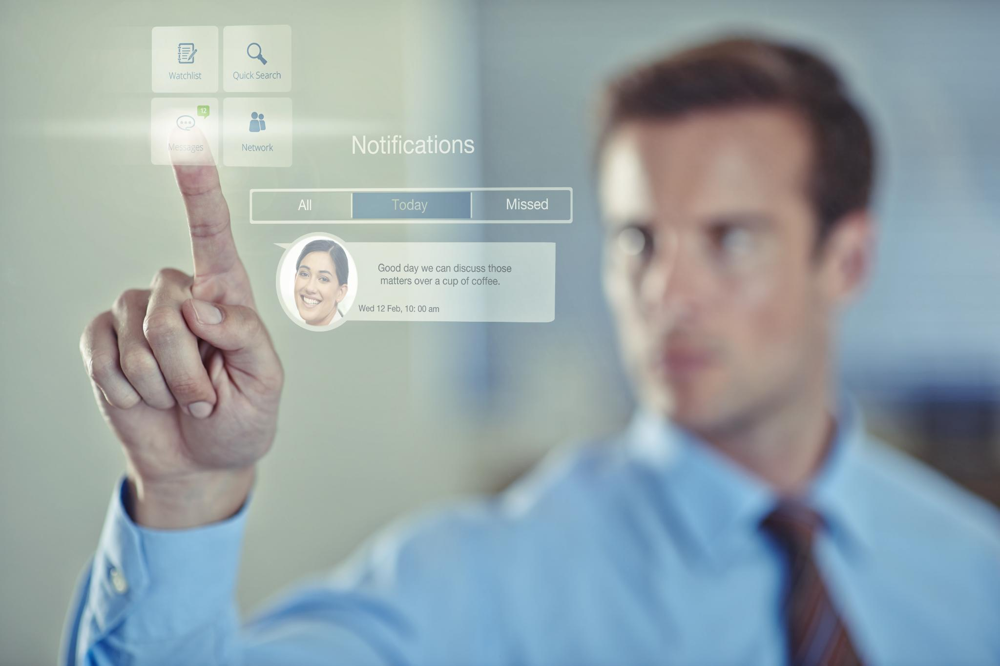 Watchlist
Quick Search
12
Messages
Network
Notifications
All
Today
Missed
Good day we can discuss those
matters over a cup of coffee.
Wed 12 Feb, 10: 00 am